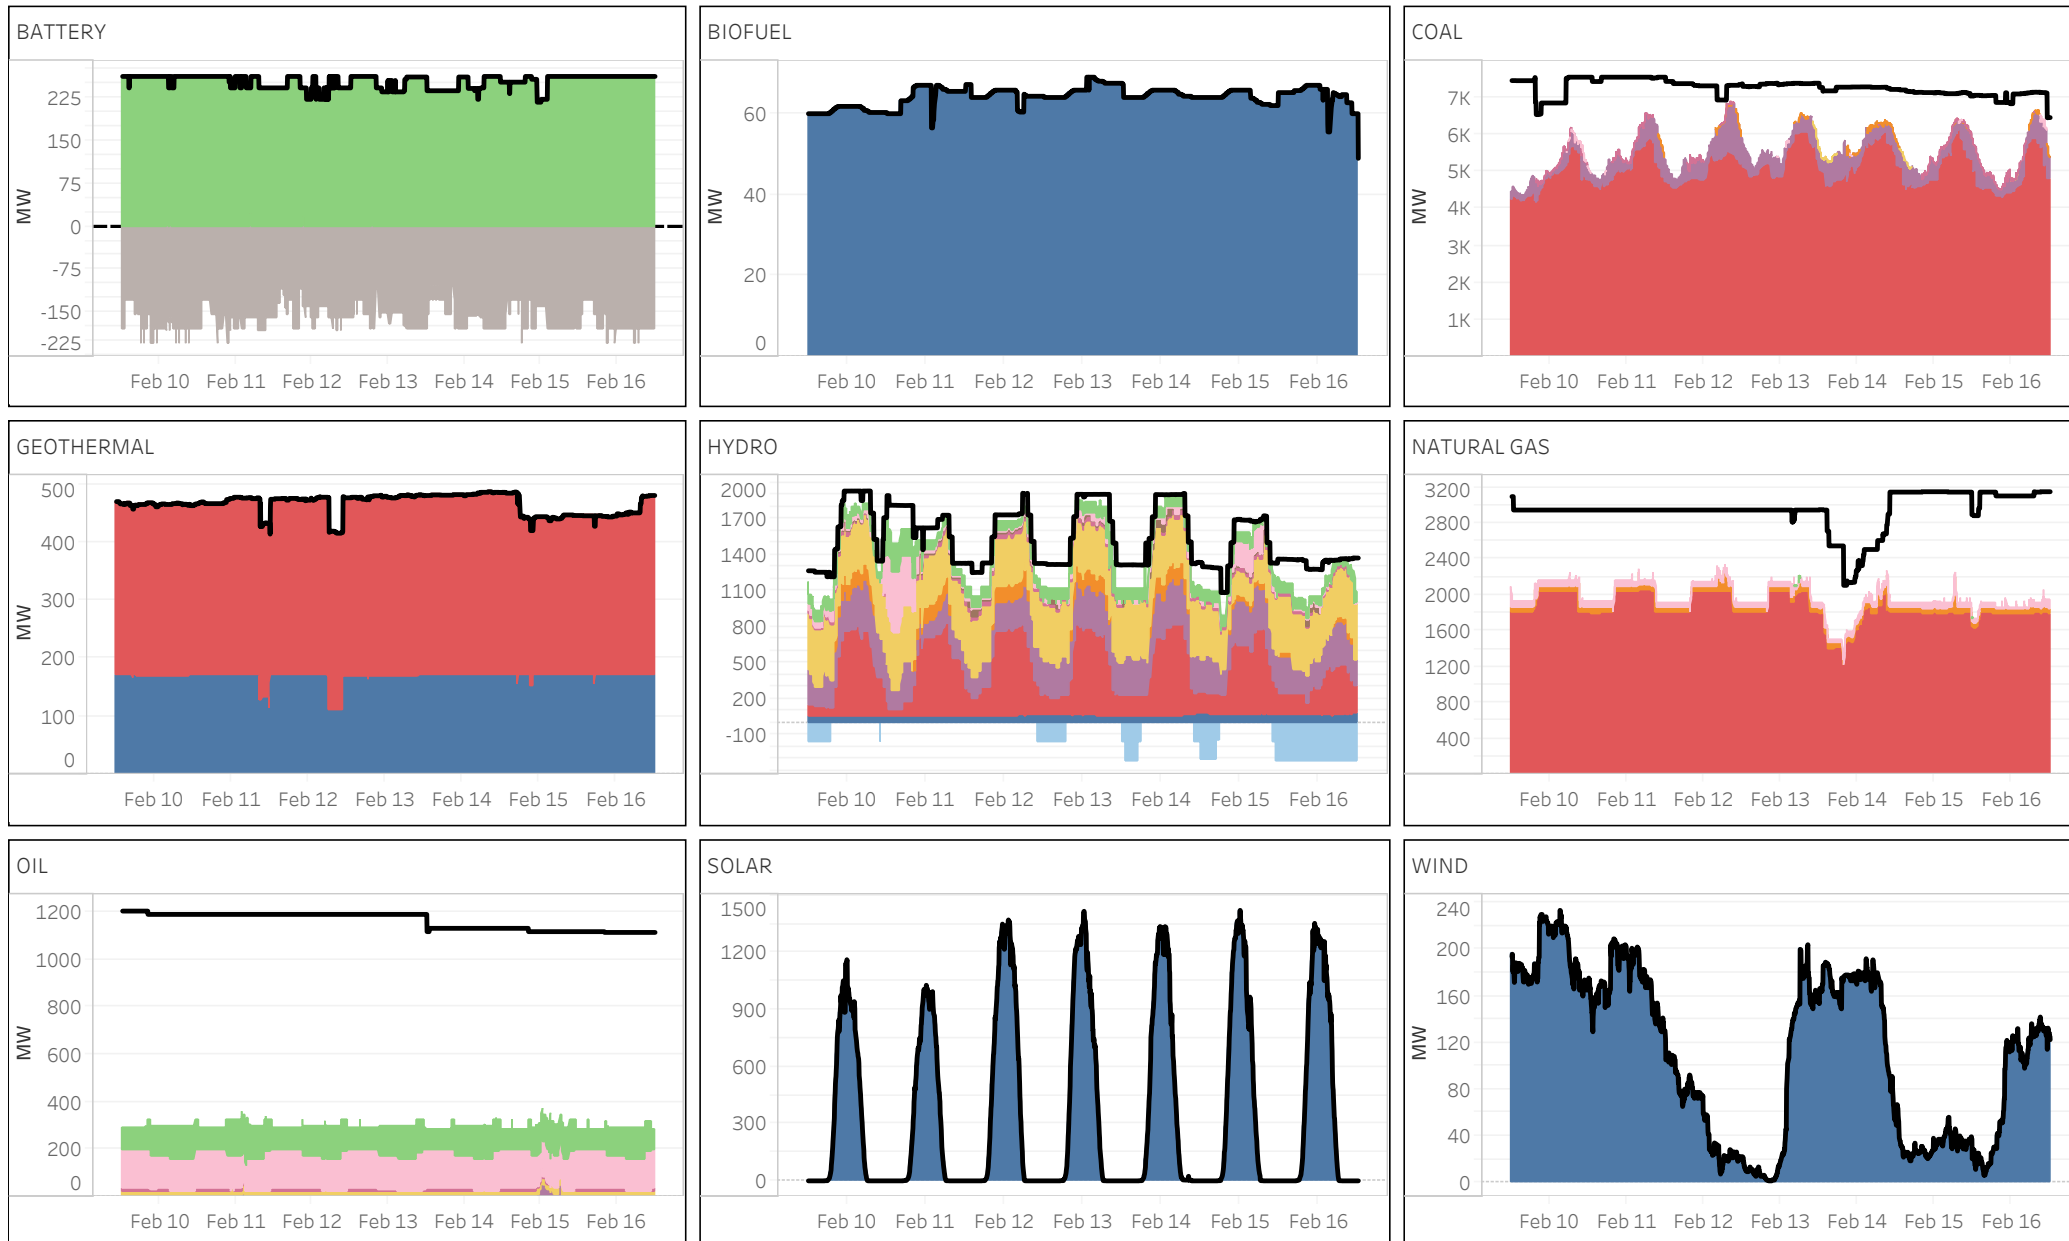 BATTERY
MW
225
150
75
0
-75
-150
-225
Feb 10 Feb 11 Feb 12 Feb 13 Feb 14 Feb 15 Feb 16
BIOFUEL
MW
60
40
20
0
Feb 10 Feb 11 Feb 12 Feb 13 Feb 14 Feb 15 Feb 16
COAL
MW
7K
6K
5K
4K
3K
2K
1K
Feb 10 Feb 11 Feb 12 Feb 13 Feb 14 Feb 15 Feb 16
GEOTHERMAL
MW
500
400
300
200
100
0
Feb 10 Feb 11 Feb 12 Feb 13 Feb 14 Feb 15 Feb 16
HYDRO
2000
1700
1400
1100
800
500
200
-100
Feb 10 Feb 11 Feb 12 Feb 13 Feb 14 Feb 15 Feb 16
NATURAL GAS
3200
2800
2400
2000
1600
1200
800
400
Feb 10 Feb 11 Feb 12 Feb 13 Feb 14 Feb 15 Feb 16
OIL
MW
1200
1000
800
600
400
200
0
Feb 10 Feb 11 Feb 12 Feb 13 Feb 14 Feb 15 Feb 16
SOLAR
1500
1200
900
600
300
0
Feb 10 Feb 11 Feb 12 Feb 13 Feb 14 Feb 15 Feb 16
WIND
MW
240
200
160
120
80
40
0
Feb 10 Feb 11 Feb 12 Feb 13 Feb 14 Feb 15 Feb 16